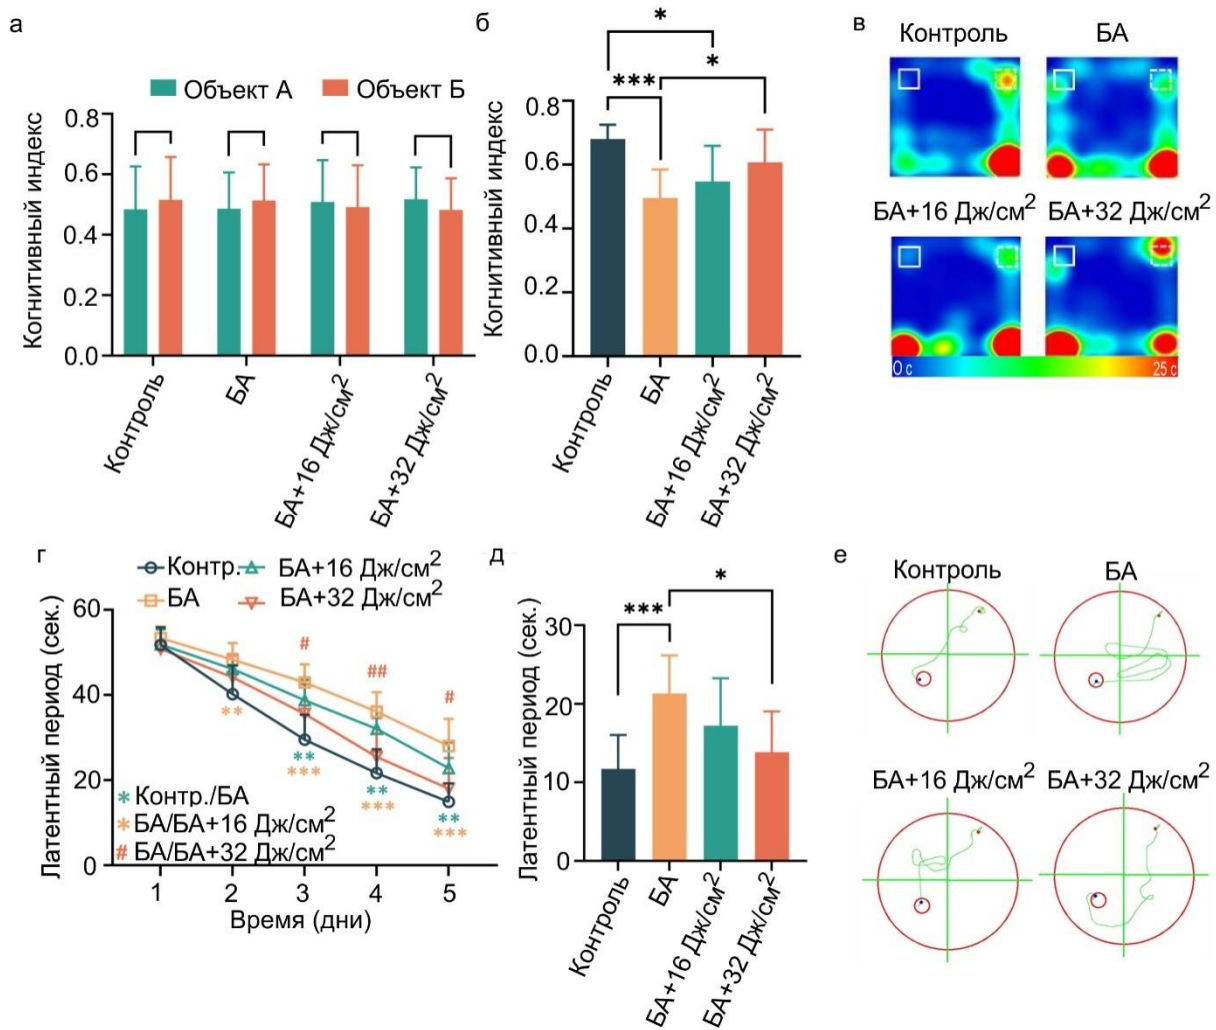 а
Объект А
Объект Б
Когнитивный индекс
0.8
0.6
0.4
0.2
0.0
Контроль
БА
БА+16 Дж/см²
БА+32 Дж/см²
б
*
***
*
Когнитивный индекс
0.8
0.6
0.4
0.2
0.0
Контроль
БА
БА+16 Дж/см²
БА+32 Дж/см²
в
Контроль
БА
БА+16 Дж/см²
БА+32 Дж/см²
0 с
25 с
г
Контр.
БА+16 Дж/см²
БА
БА+32 Дж/см²
Латентный период (сек.)
60
40
20
0
#
##
#
**
**
***
**
***
**
***
* Контр./БА
* БА/БА+16 Дж/см²
# БА/БА+32 Дж/см²
1 2 3 4 5
Время (дни)
д
***
*
Латентный период (сек.)
30
20
10
0
Контроль
БА
БА+16 Дж/см²
БА+32 Дж/см²
е
Контроль
БА
БА+16 Дж/см²
БА+32 Дж/см²